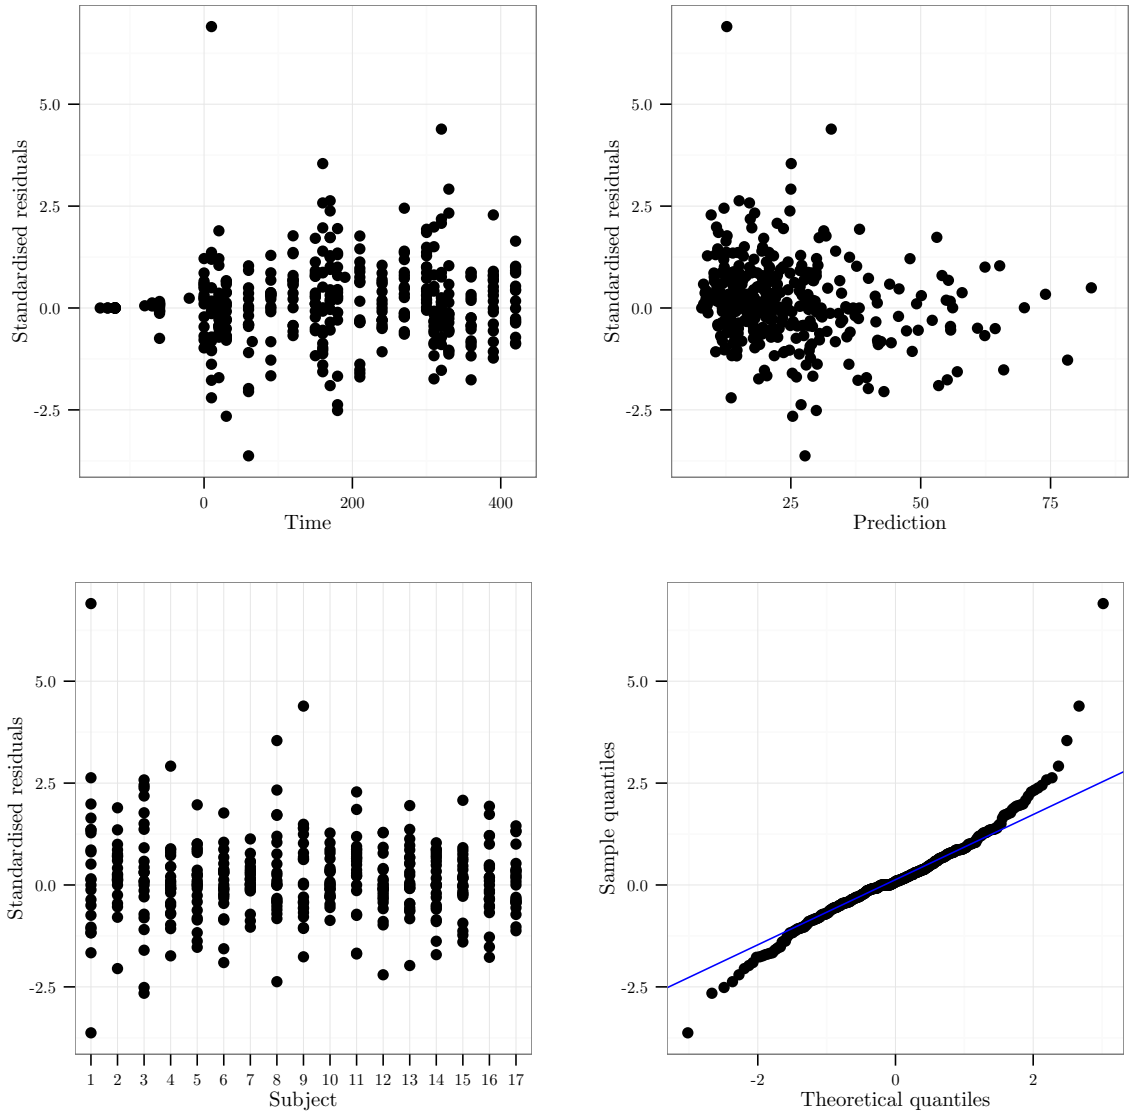 5.0
2.5
0.0
-2.5
Standardised residuals
0
200
400
Time
5.0
2.5
0.0
-2.5
Standardised residuals
25
50
75
Prediction
5.0
2.5
0.0
-2.5
Standardised residuals
1 2 3 4 5 6 7 8 9 10 11 12 13 14 15 16 17
Subject
5.0
2.5
0.0
-2.5
Sample quantiles
-2
0
2
Theoretical quantiles